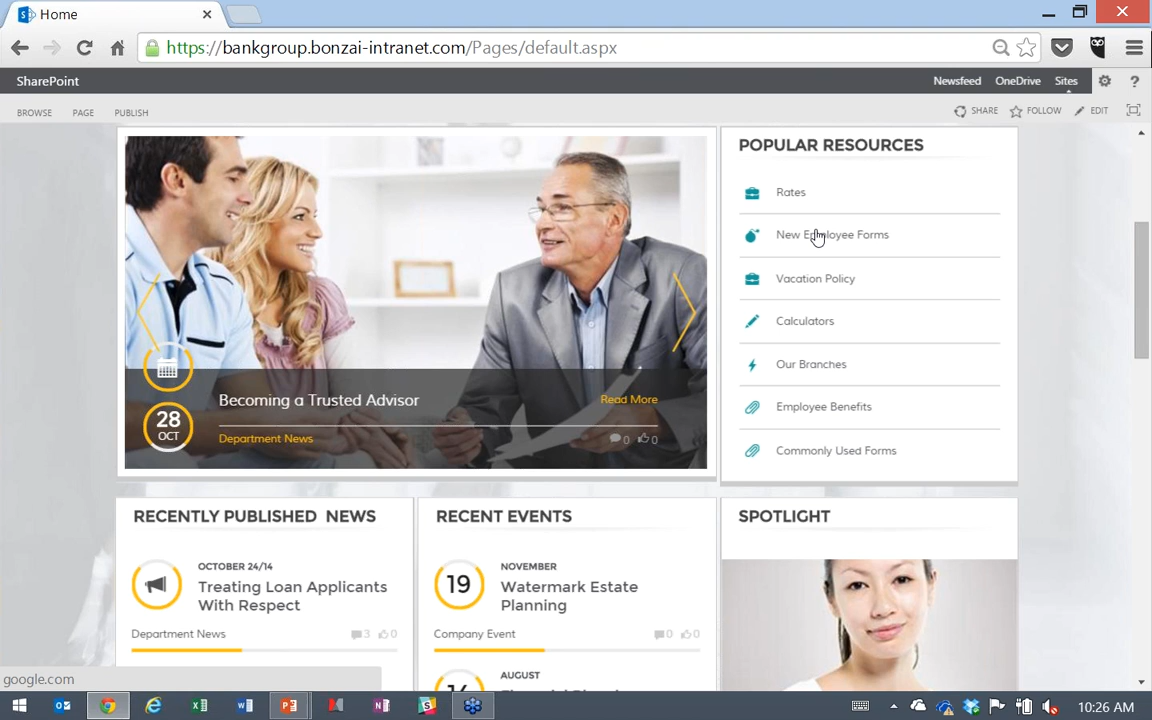 Home
https://bankgroup.bonzai-intranet.com/Pages/default.aspx
SharePoint
Newsfeed OneDrive Sites ?
BROWSE PAGE PUBLISH
SHARE FOLLOW EDIT
POPULAR RESOURCES
Rates
New Employee Forms
Vacation Policy
Calculators
Our Branches
Employee Benefits
Commonly Used Forms
28
OCT
Becoming a Trusted Advisor
Read More
Department News
0 0
RECENTLY PUBLISHED NEWS
OCTOBER 24/14
Treating Loan Applicants
With Respect
Department News
3 0
RECENT EVENTS
19
NOVEMBER
Watermark Estate
Planning
Company Event
0 0
AUGUST
SPOTLIGHT
google.com
10:26 AM